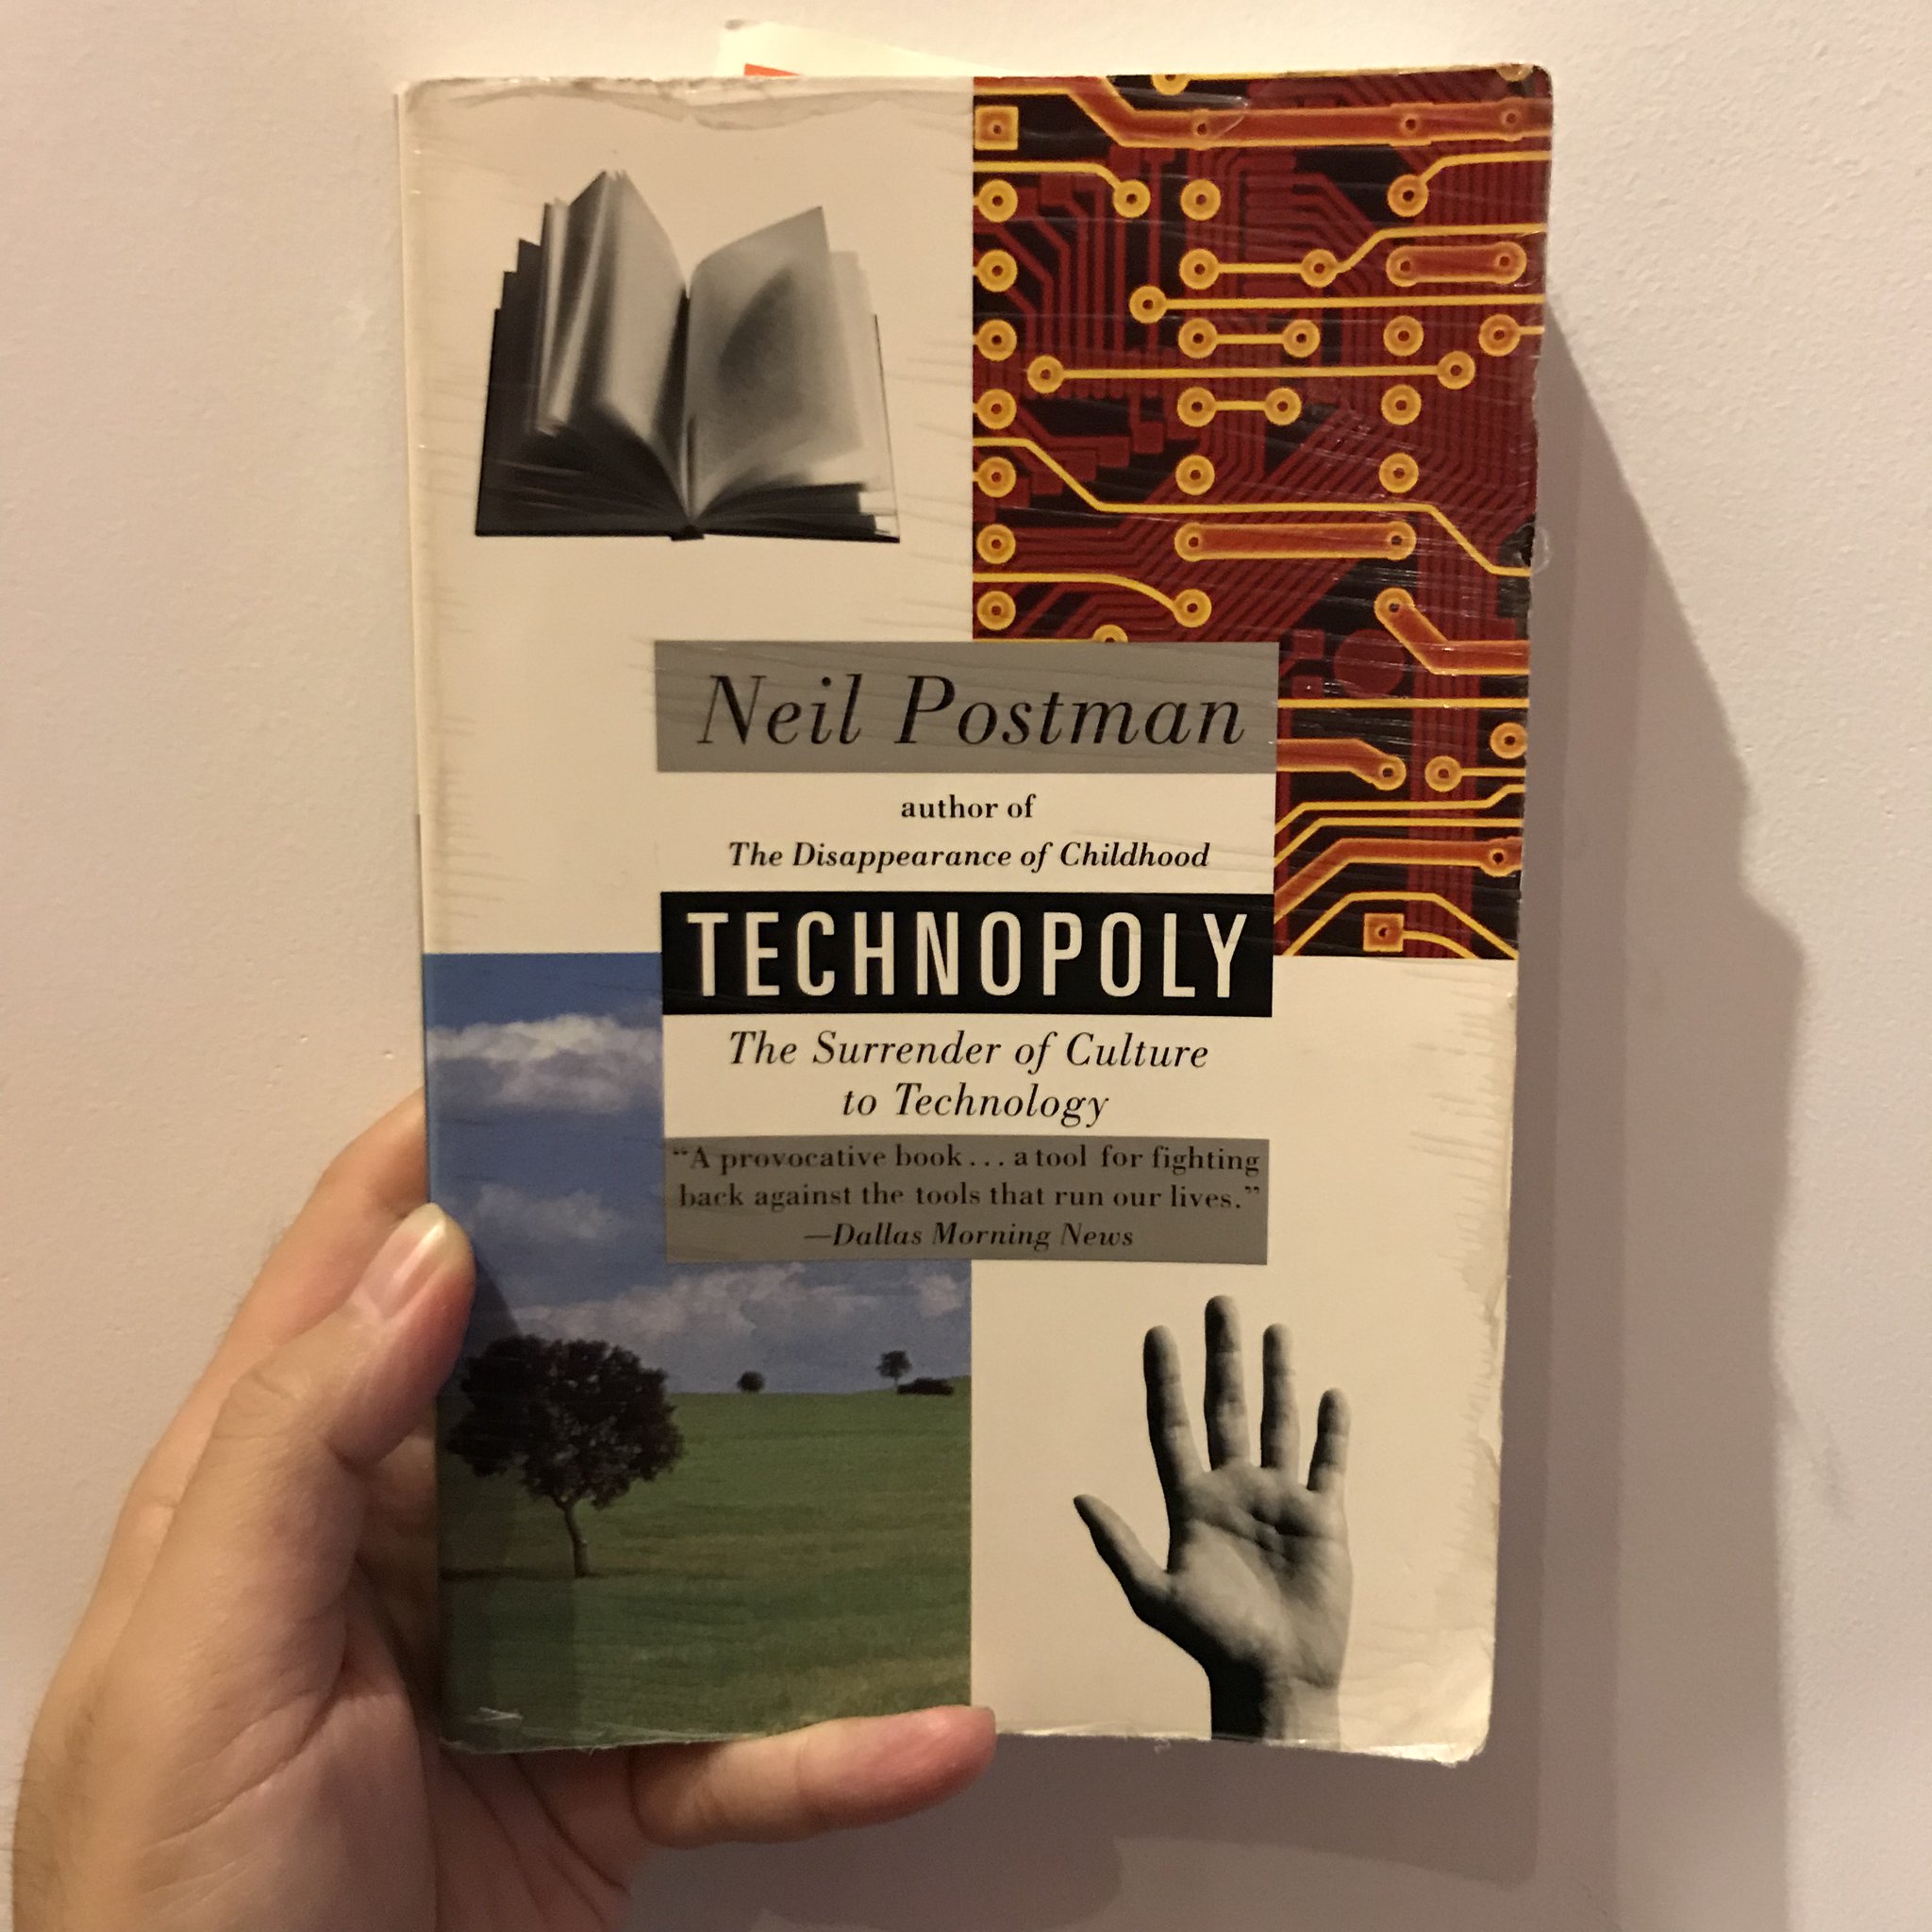 Neil Postman
author of
The Disappearance of Childhood
TECHNOPOLY
The Surrender of Culture
to Technology
“A provocative book... a tool for fighting
back against the tools that run our lives.”
—Dallas Morning News